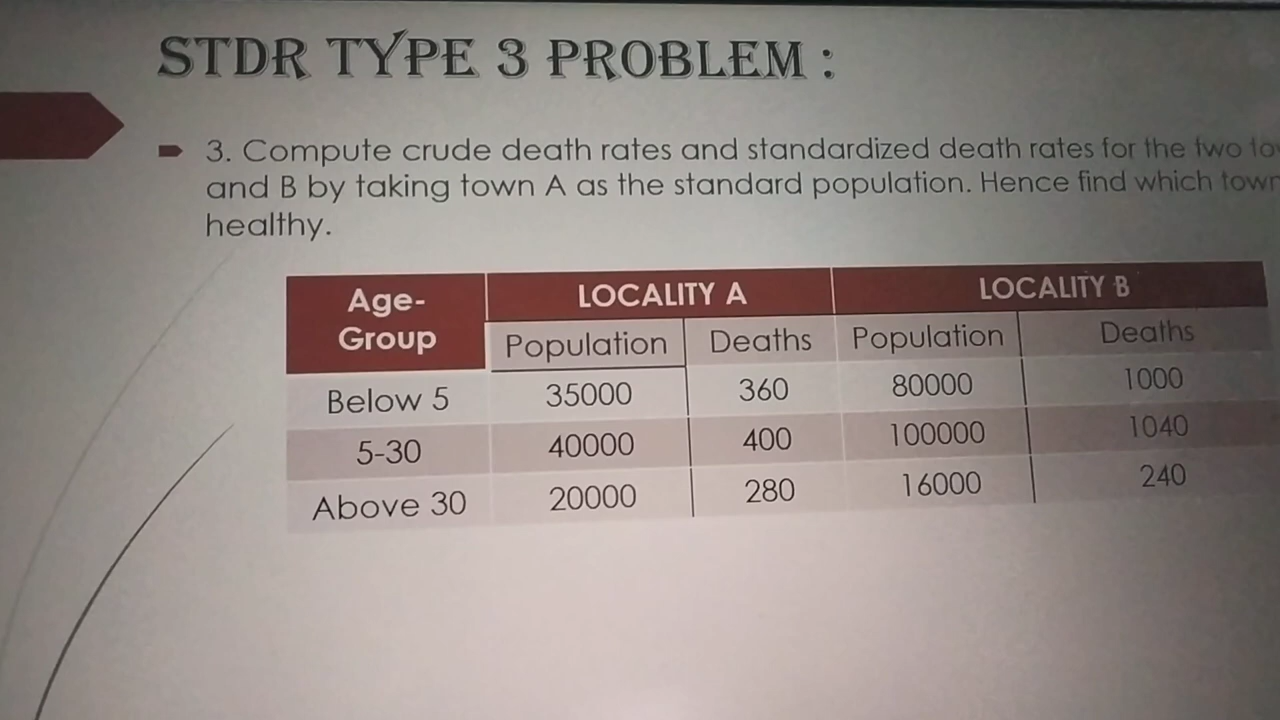 STDR TYPE 3 PROBLEM :
3. Compute crude death rates and standardized death rates for the two
and B by taking town A as the standard population. Hence find which town
healthy.
Age-Group LOCALITY A LOCALITY B
Population Deaths Population Deaths
Below 5 35000 360 80000 1000
5-30 40000 400 100000 1040
Above 30 20000 280 16000 240